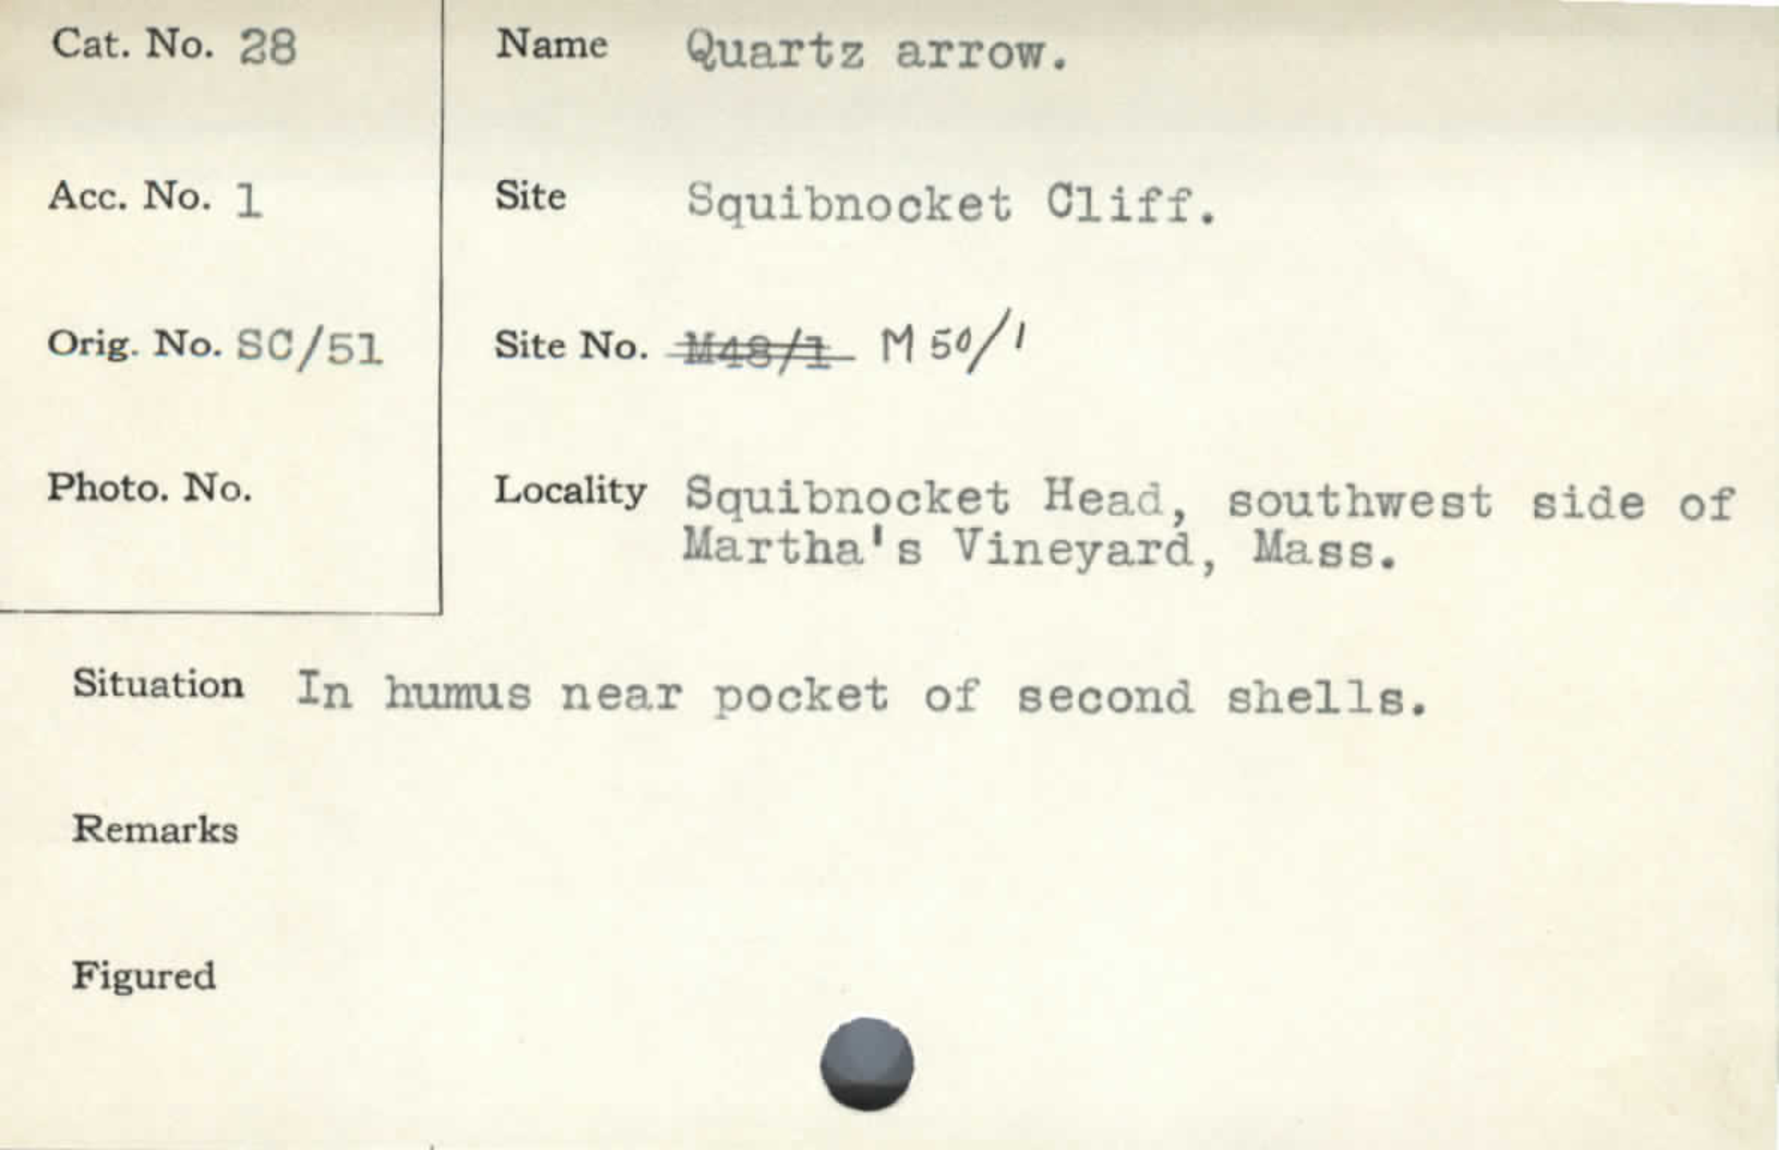 Cat. No. 28
Name Quartz arrow.
Acc. No. 1
Site Squibnocket Cliff.
Orig. No. SC/51
Site No. M48/1 M 50/1
Photo. No.
Locality Squibnocket Head, southwest side of
Martha's Vineyard, Mass.
Situation In humus near pocket of second shells.
Remarks
Figured